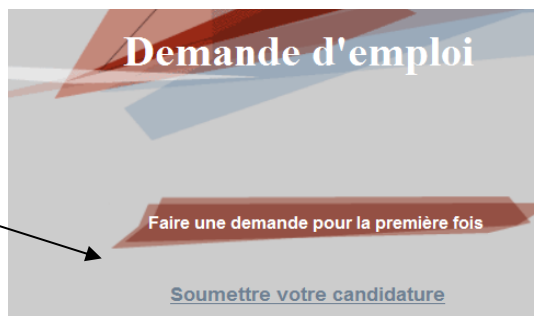 Demande d'emploi
Faire une demande pour la première fois
Soumettre votre candidature